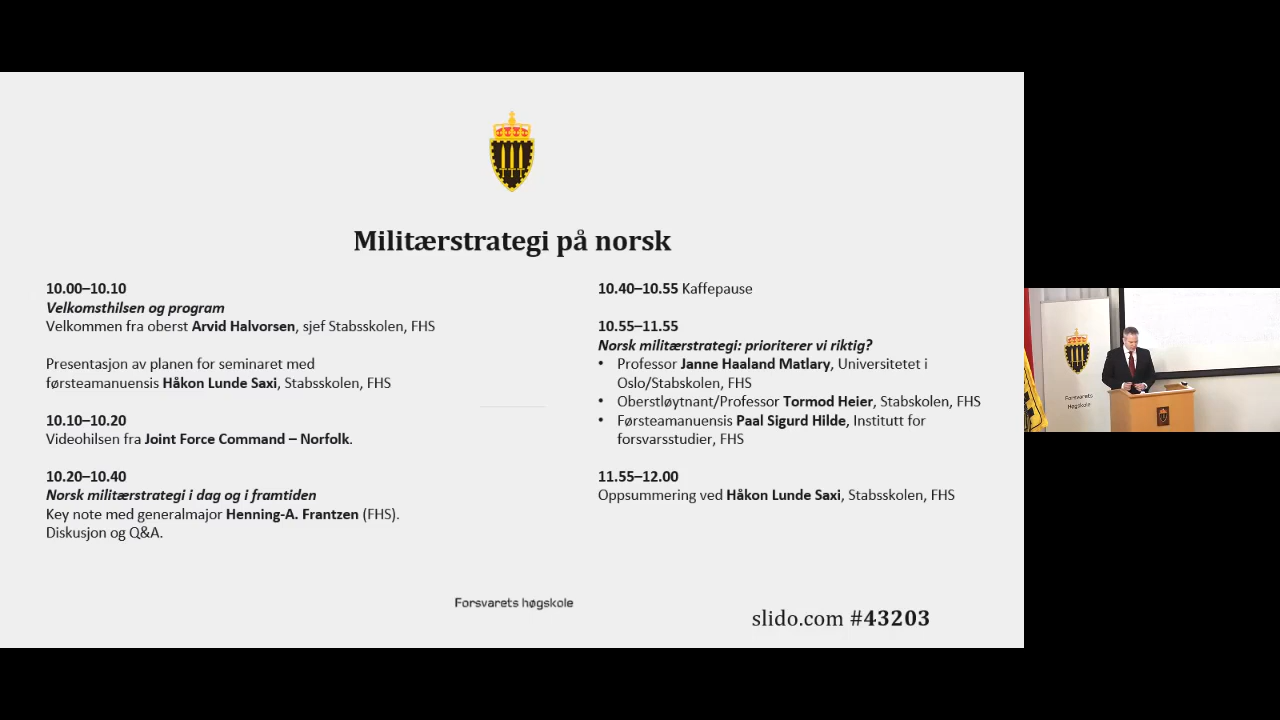 Militærstrategi på norsk
10.00–10.10
Velkomsthilsen og program
Velkommen fra oberst Arvid Halvorsen, sjef Stabsskolen, FHS
Presentasjon av planen for seminaret med
førsteamanuensis Håkon Lunde Saxi, Stabsskolen, FHS
10.10–10.20
Videohilsen fra Joint Force Command – Norfolk.
10.20–10.40
Norsk militærstrategi i dag og i framtiden
Key note med generalmajor Henning-A. Frantzen (FHS).
Diskusjon og Q&A.
10.40–10.55 Kaffepause
10.55–11.55
Norsk militærstrategi: prioriterer vi riktig?
• Professor Janne Haaland Matlary, Universitetet i
Oslo/Stabskolen, FHS
• Oberstløytnant/Professor Tormod Heier, Stabskolen, FHS
• Førsteamanuensis Paal Sigurd Hilde, Institutt for
forsvarsstudier, FHS
11.55–12.00
Oppsummering ved Håkon Lunde Saxi, Stabsskolen, FHS
Forsvarets høgskole
slido.com #43203
Forsvarets
Høgskole